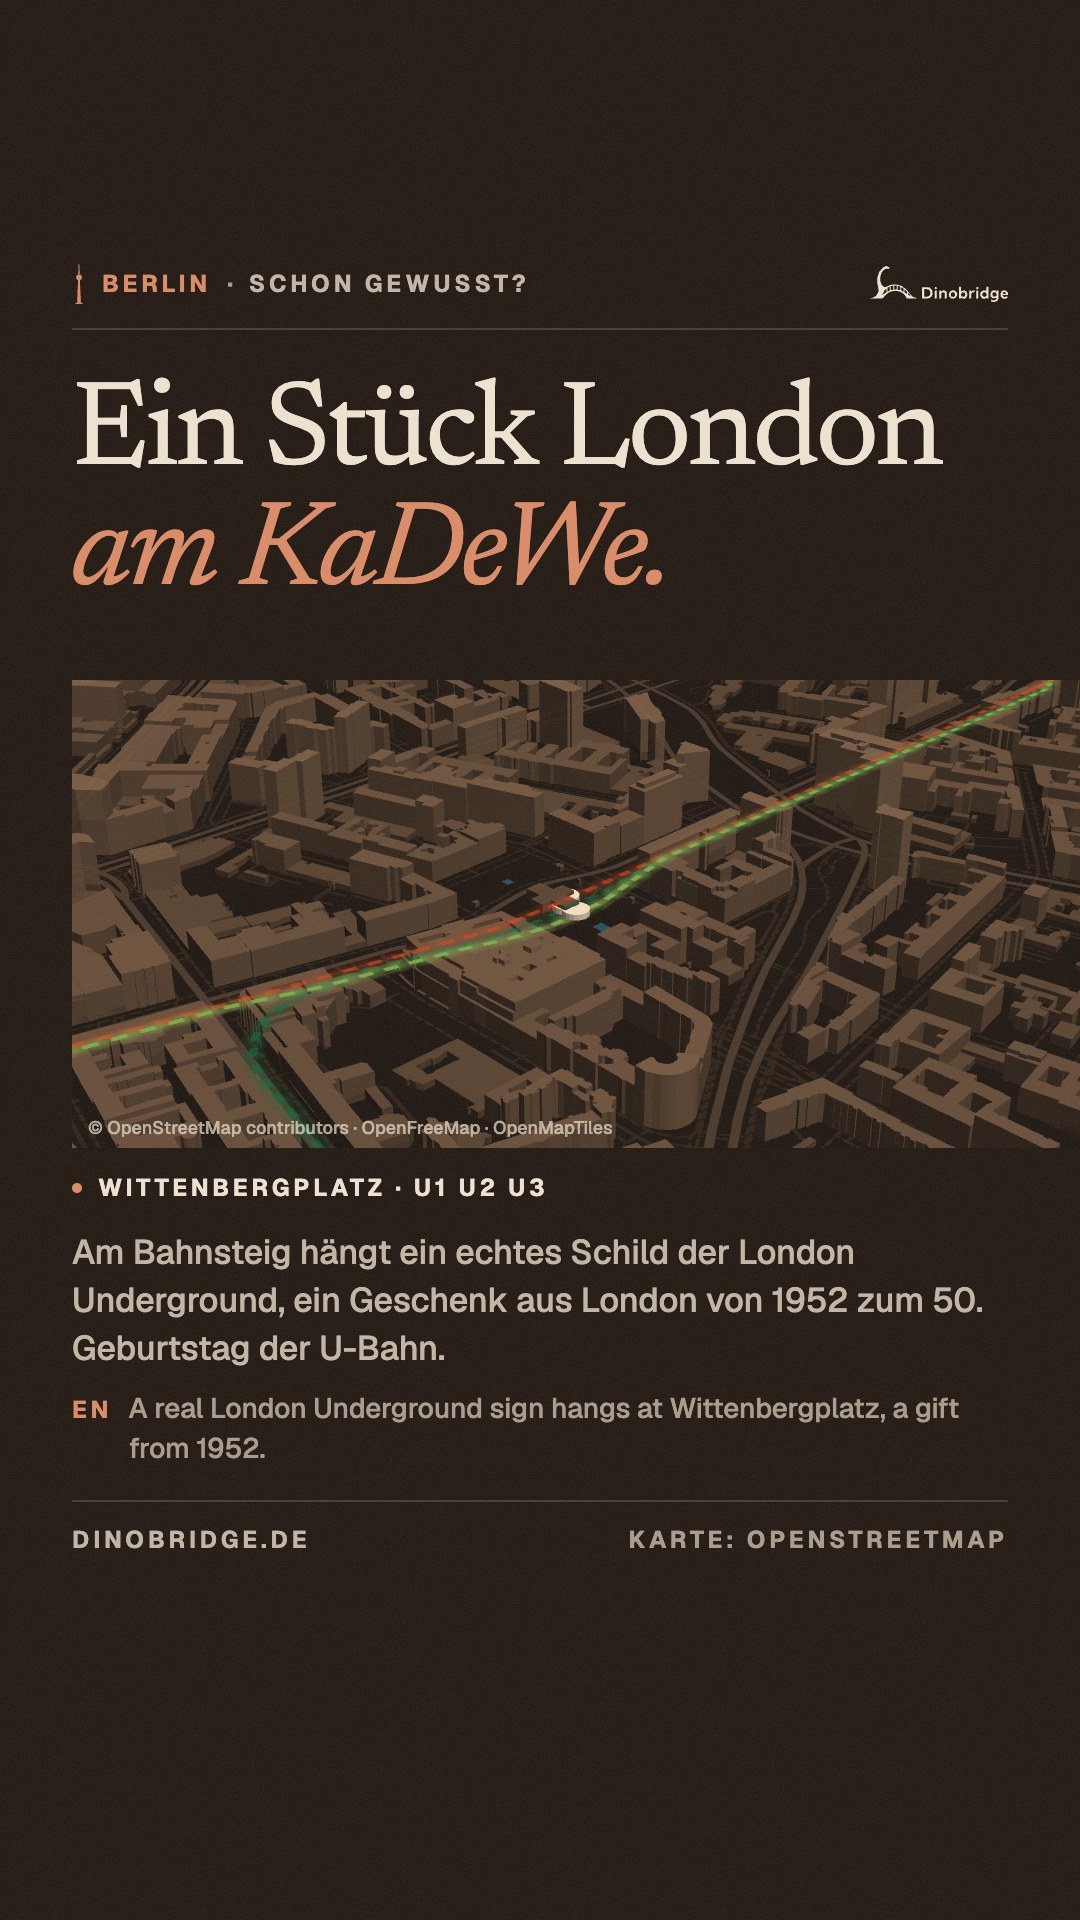 BERLIN · SCHON GEWUSST?
Dinobridge
Ein Stück London
am KaDeWe.
© OpenStreetMap contributors · OpenFreeMap · OpenMapTiles
WITTENBERGPLATZ · U1 U2 U3
Am Bahnsteig hängt ein echtes Schild der London
Underground, ein Geschenk aus London von 1952 zum 50.
Geburtstag der U-Bahn.
EN A real London Underground sign hangs at Wittenbergplatz, a gift
from 1952.
DINOBRIDGE.DE
KARTE: OPENSTREETMAP